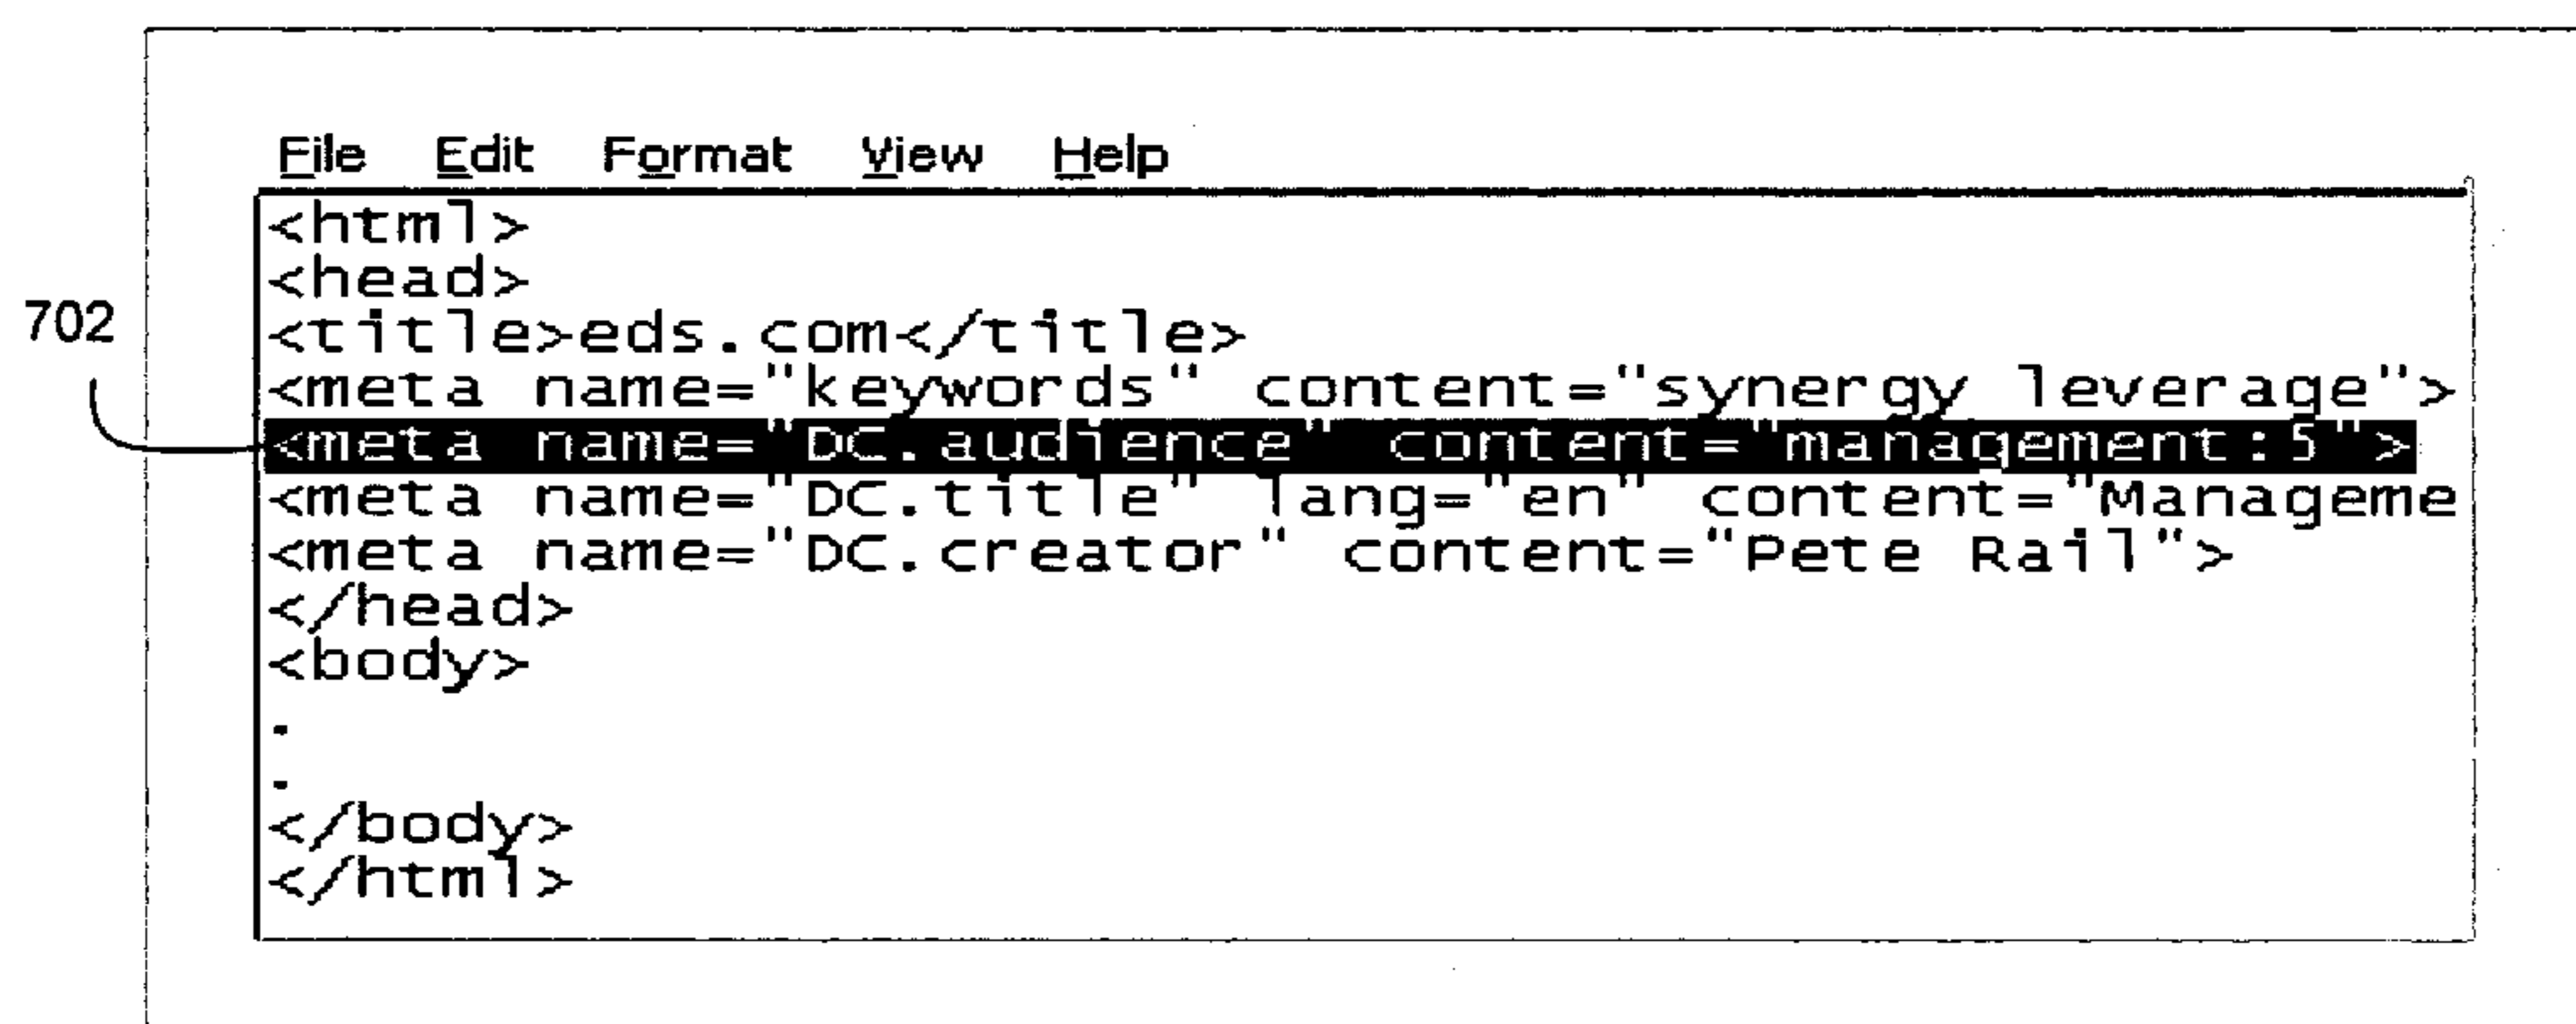 File Edit Format View Help
<html>
<head>
702
<title>eds.com</title>
<meta name="keywords" content="synergy leverage">
<meta name="DC.audience" content="management:5">
<meta name="DC.title" lang="en" content="Manageme
<meta name="DC.creator" content="Pete Rail">
</head>
<body>
.
.
</body>
</html>